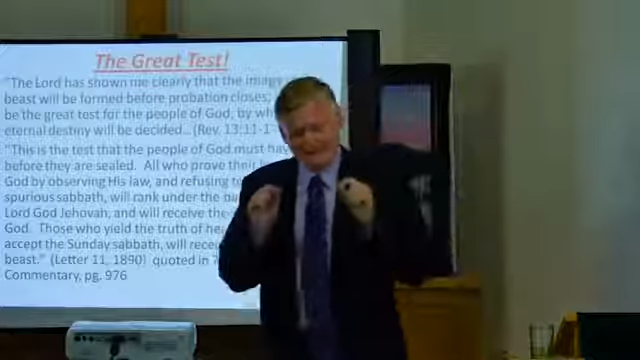 The Great Test!
"The Lord has shown me clearly that the image
beast will be formed before probation closes;
be the great test for the people of God, by
eternal destiny will be decided… (Rev. 13:11-1
"This is the test that the people of God must
before they are sealed. All who prove their
God by observing His law, and refusing
spurious sabbath, will rank under the
Lord God Jehovah, and will receive the
God. Those who yield the truth of
accept the Sunday sabbath, will
beast." (Letter 11, 1890) quoted in
Commentary, pg. 976